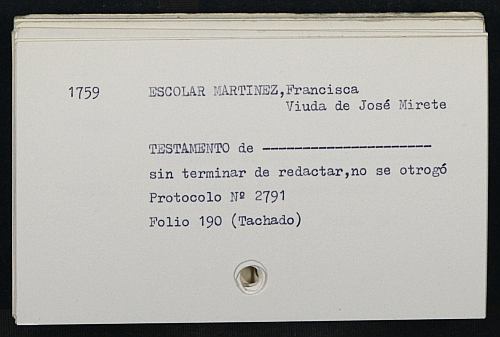 1759 ESCOLAR MARTINEZ,Francisca
Viuda de José Mirete
TESTAMENTO de ---------------------
sin terminar de redactar,no se otrogó
Protocolo Nº 2791
Folio 190 (Tachado)